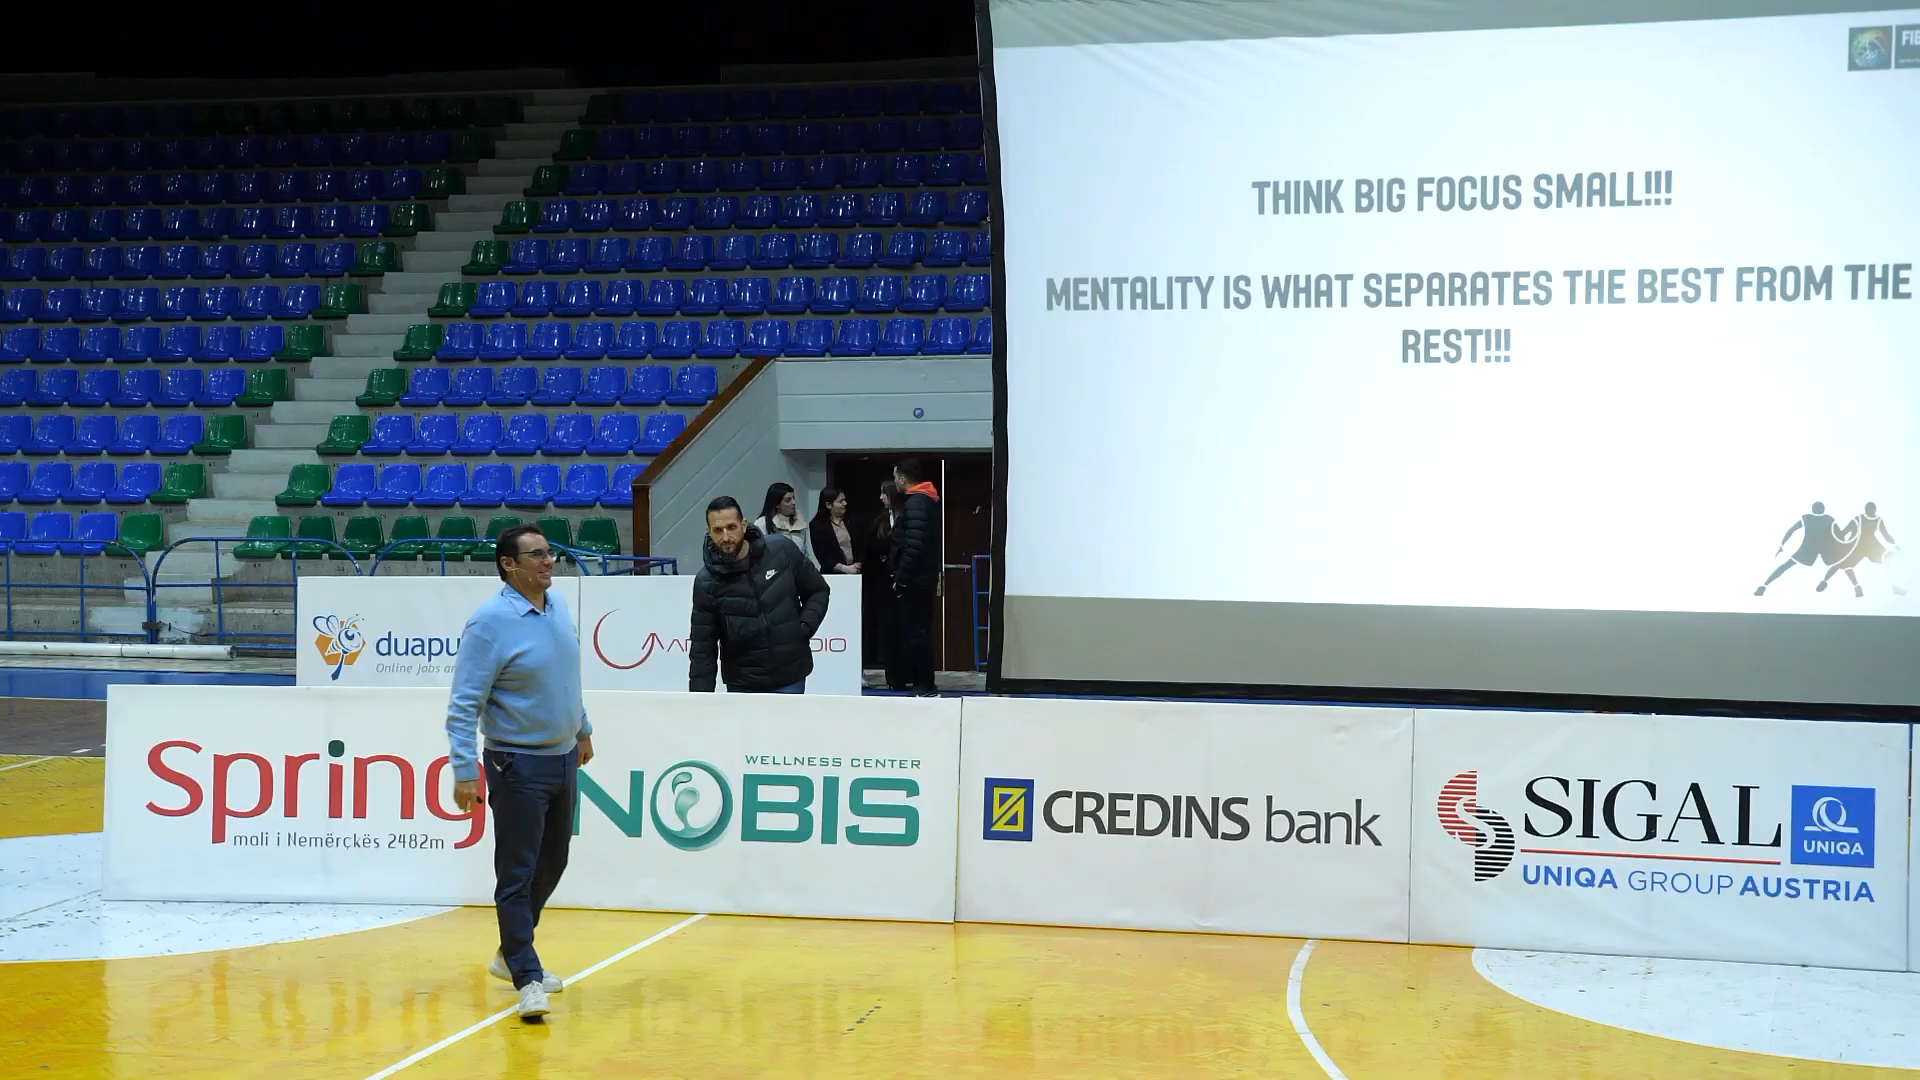 THINK BIG FOCUS SMALL!!!
MENTALITY IS WHAT SEPARATES THE BEST FROM THE
REST!!!
duapu
Online Jobs
Spring
mali i Nemërçkës 2482m
WELLNESS CENTER
NOBIS
CREDINS bank
SIGAL
UNIQA
UNIQA GROUP AUSTRIA